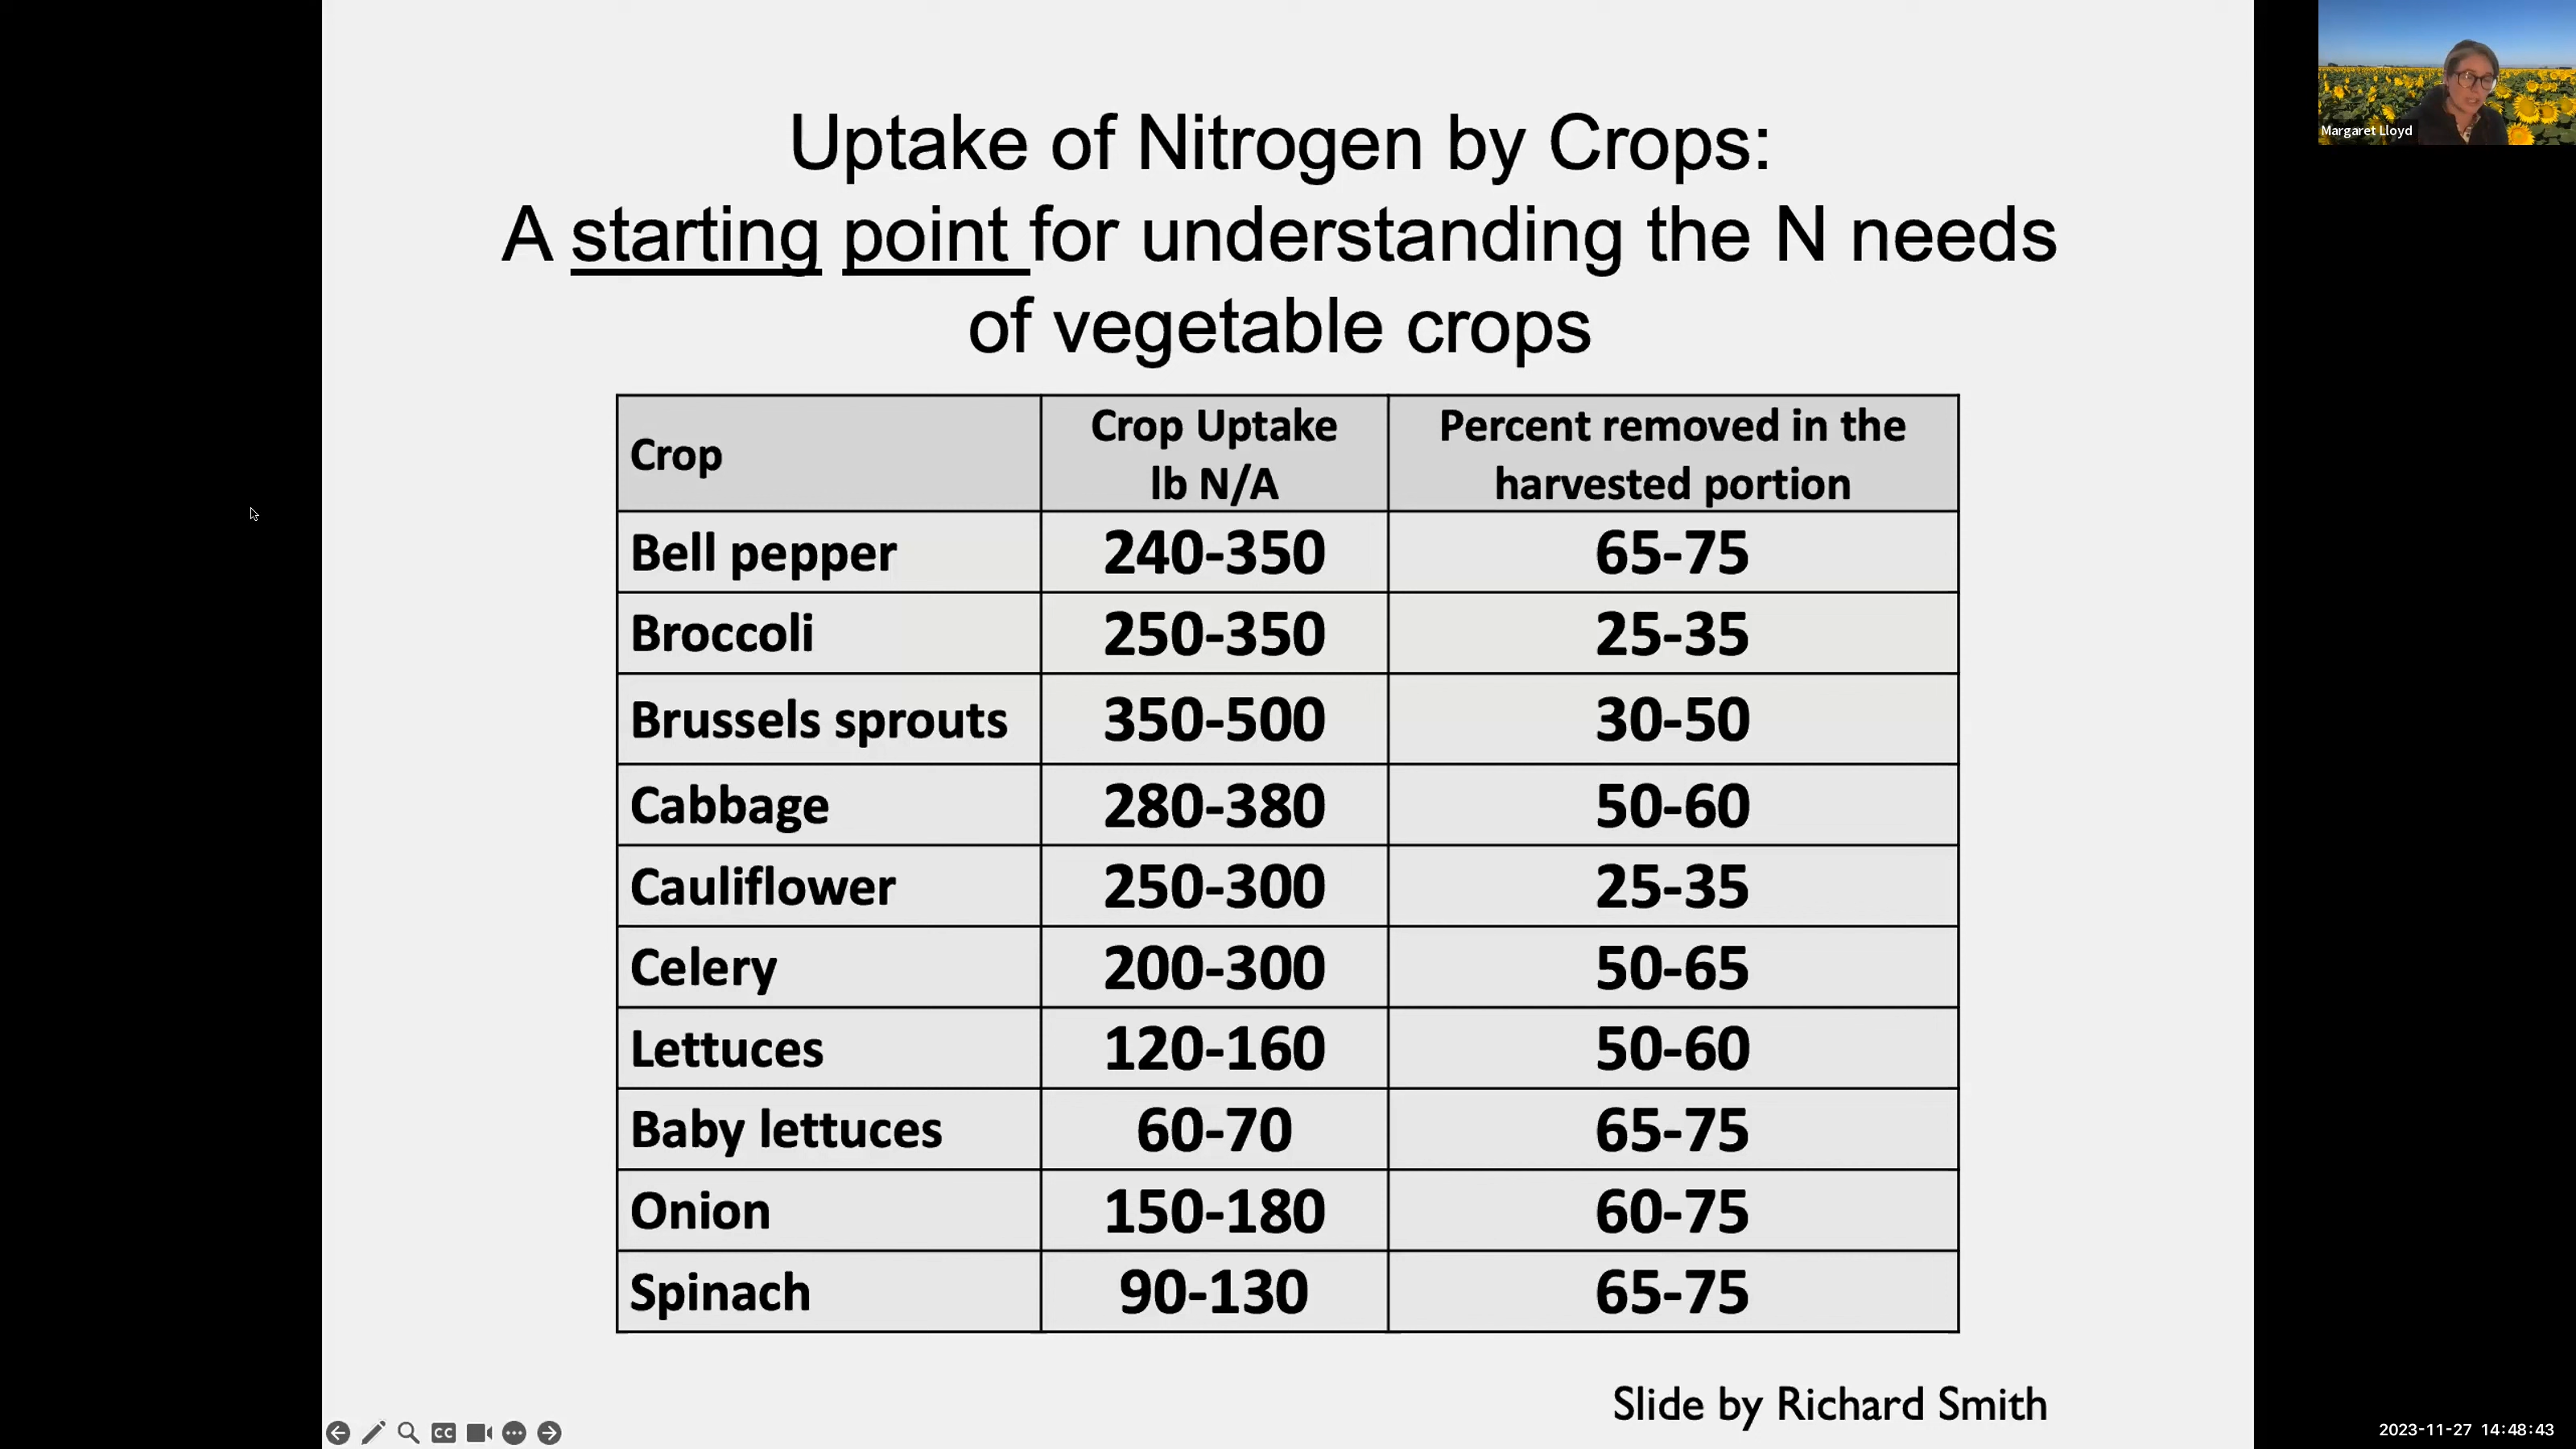 Uptake of Nitrogen by Crops:
A starting point for understanding the N needs
of vegetable crops
Crop
Crop Uptake
lb N/A
Percent removed in the
harvested portion
Bell pepper 240-350 65-75
Broccoli 250-350 25-35
Brussels sprouts 350-500 30-50
Cabbage 280-380 50-60
Cauliflower 250-300 25-35
Celery 200-300 50-65
Lettuces 120-160 50-60
Baby lettuces 60-70 65-75
Onion 150-180 60-75
Spinach 90-130 65-75
Slide by Richard Smith
CC
Margaret Lloyd
2023-11-27 14:48:43